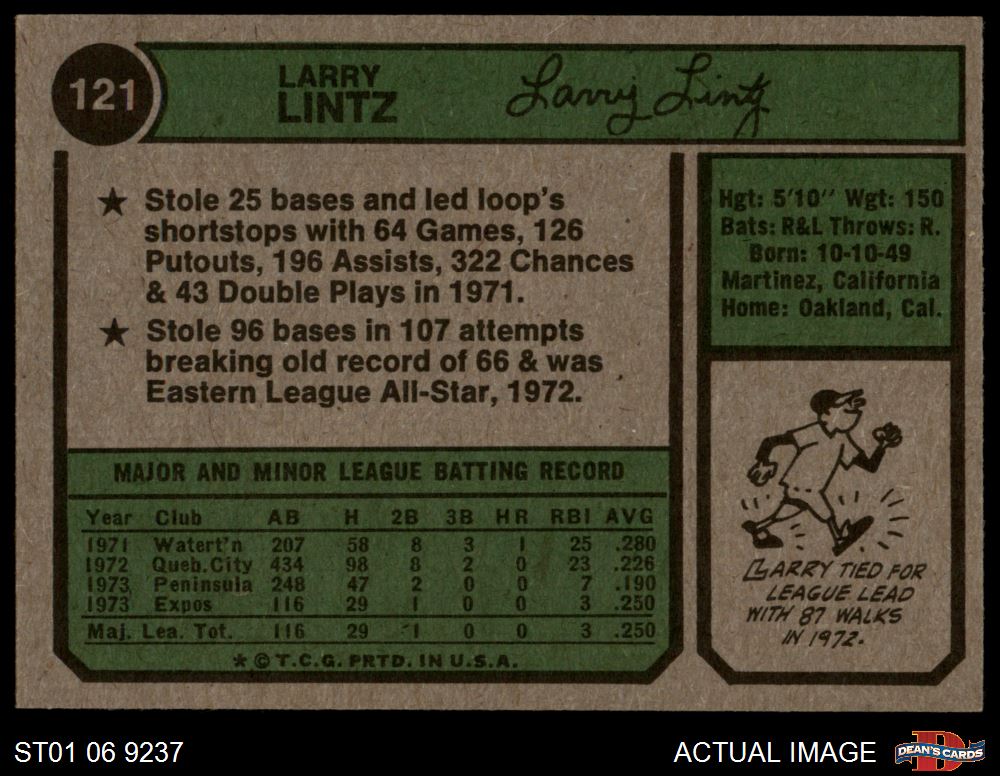 121
LARRY
LINTZ
Larry Lintz
★ Stole 25 bases and led loop's
shortstops with 64 Games, 126
Putouts, 196 Assists, 322 Chances
& 43 Double Plays in 1971.
★ Stole 96 bases in 107 attempts
breaking old record of 66 & was
Eastern League All-Star, 1972.
Hgt: 5'10'' Wgt: 150
Bats: R&L Throws: R.
Born: 10-10-49
Martinez, California
Home: Oakland, Cal.
MAJOR AND MINOR LEAGUE BATTING RECORD
Year Club AB H 2B 3B HR RBI AVG
1971 Watert'n 207 58 8 3 1 25 .280
1972 Queb.City 434 98 8 2 0 23 .226
1973 Peninsula 248 47 2 0 0 7 .190
1973 Expos 116 29 1 0 0 3 .250
Maj. Lea. Tot. 116 29 1 0 0 3 .250
★ © T.C.G. PRTD. IN U.S.A.
LARRY TIED FOR
LEAGUE LEAD
WITH 87 WALKS
IN 1972.
ST01 06 9237
ACTUAL IMAGE
DEAN'S CARDS